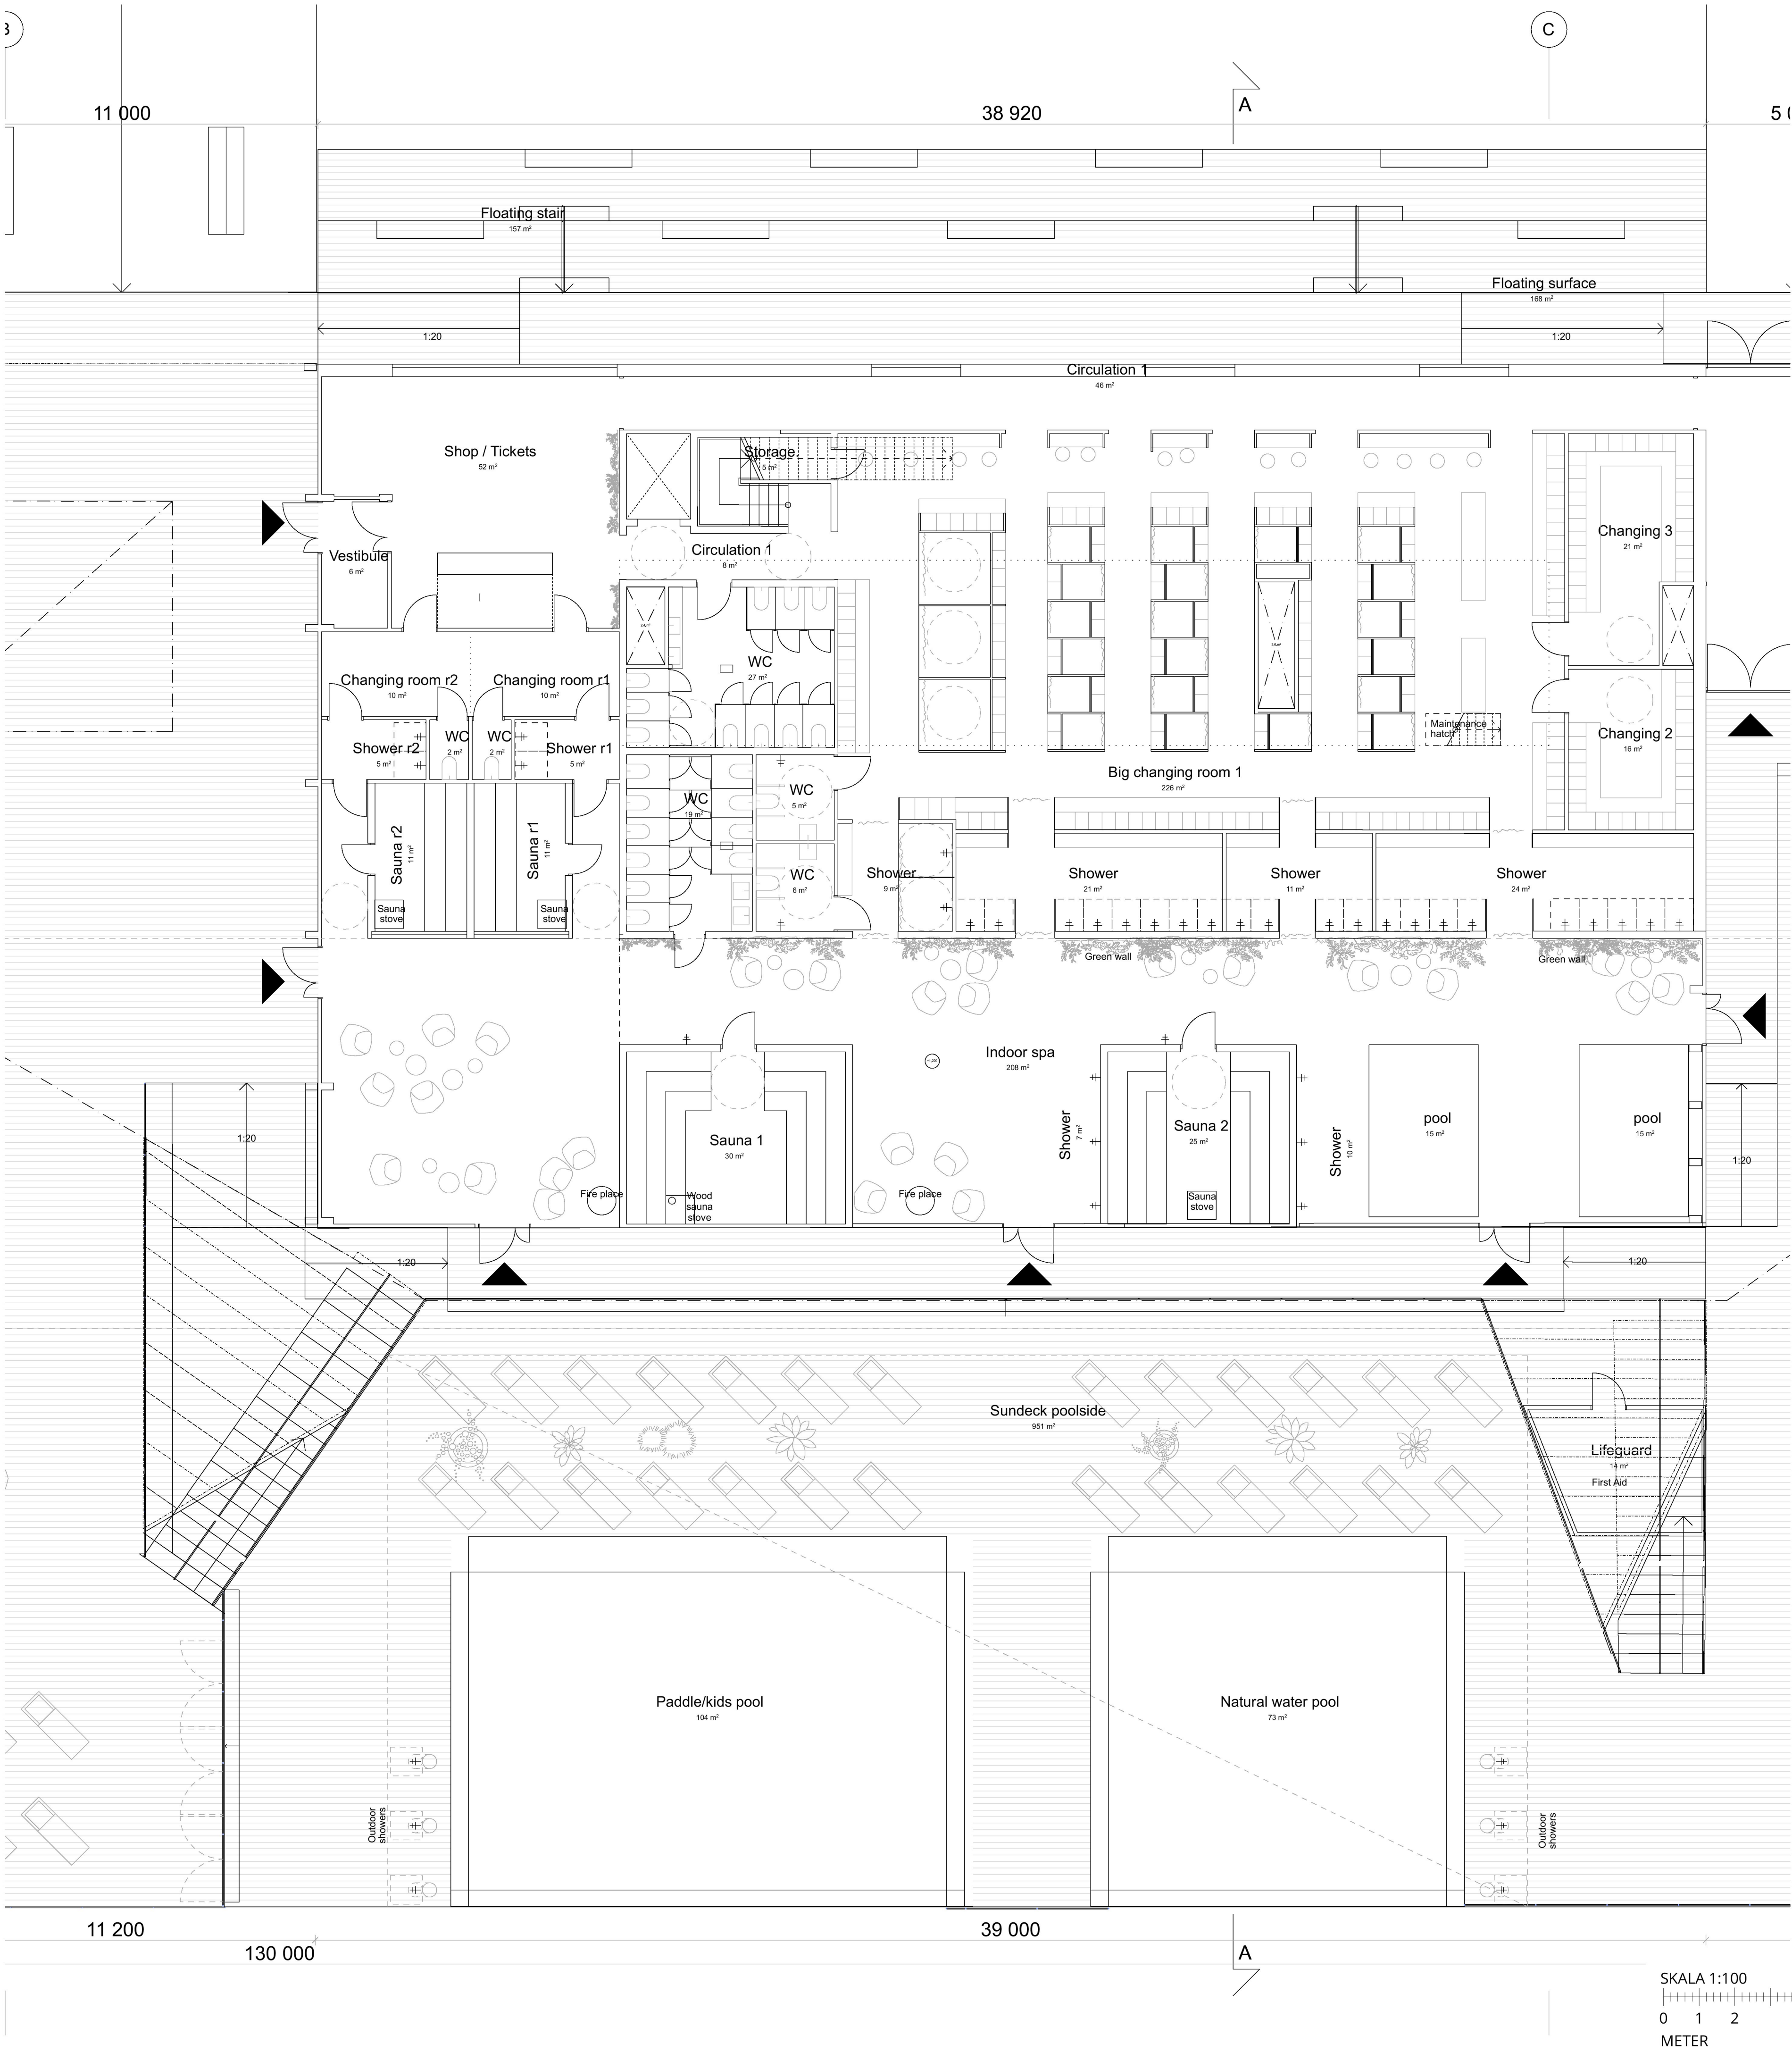 C
11 000
38 920
A
Floating stair
157 m²
Floating surface
168 m²
1:20
1:20
Circulation 1
46 m²
Shop / Tickets
52 m²
Storage
5 m²
Changing 3
21 m²
Vestibule
6 m²
Circulation 1
8 m²
WC
27 m²
Changing room r2
10 m²
Changing room r1
10 m²
Maintenance
hatch
Changing 2
16 m²
Shower r2
5 m²
WC
2 m²
WC
2 m²
Shower r1
5 m²
Big changing room 1
226 m²
WC
19 m²
WC
5 m²
Sauna r2
11 m²
Sauna r1
11 m²
WC
6 m²
Shower
9 m²
Shower
21 m²
Shower
11 m²
Shower
24 m²
Sauna
stove
Sauna
stove
Green wall
Green wall
Indoor spa
208 m²
1:20
Sauna 1
30 m²
Shower
7 m²
Sauna 2
25 m²
Shower
10 m²
pool
15 m²
pool
15 m²
1:20
Fire place
Wood
sauna
stove
Fire place
Sauna
stove
1:20
1:20
Sundeck poolside
951 m²
Lifeguard
14 m²
First Aid
Paddle/kids pool
104 m²
Natural water pool
73 m²
Outdoor
showers
Outdoor
showers
11 200
39 000
130 000
A
SKALA 1:100
0 1 2
METER